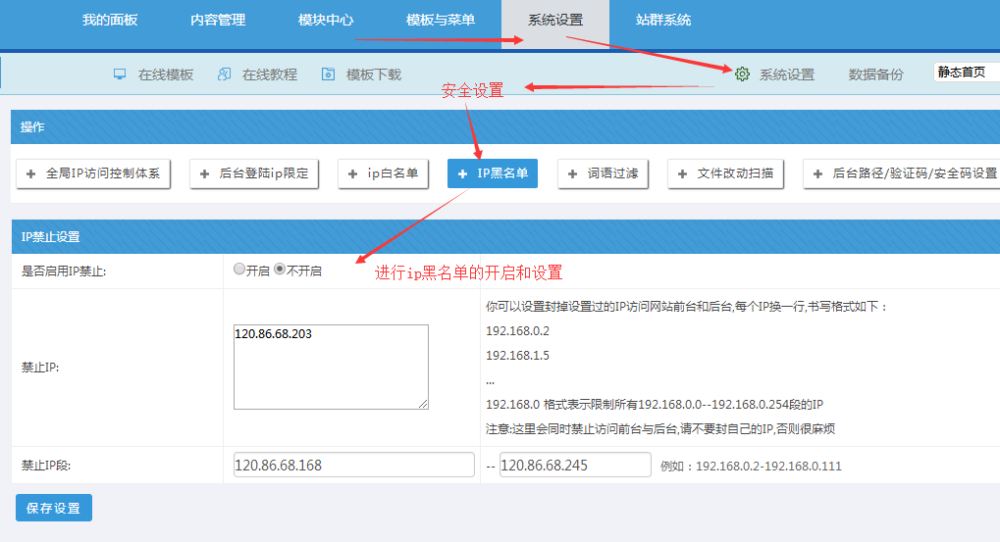 我的面板 内容管理 模块中心 模板与菜单 系统设置 站群系统
在线模板 在线教程 模板下载 系统设置 数据备份 静态首页
安全设置
操作
+ 全局IP访问控制体系 + 后台登陆ip限定 + ip白名单 + IP黑名单 + 词语过滤 + 文件改动扫描 + 后台路径/验证码/安全码设置
IP禁止设置
是否启用IP禁止: 开启 不开启
进行ip黑名单的开启和设置
你可以设置封掉设置过的IP访问网站前台和后台,每个IP换一行,书写格式如下：
120.86.68.203
192.168.0.2
192.168.1.5
禁止IP:
...
192.168.0 格式表示限制所有192.168.0.0--192.168.0.254段的IP
注意:这里会同时禁止访问前台与后台,请不要封自己的IP,否则很麻烦
禁止IP段: 120.86.68.168 -- 120.86.68.245 例如：192.168.0.2-192.168.0.111
保存设置